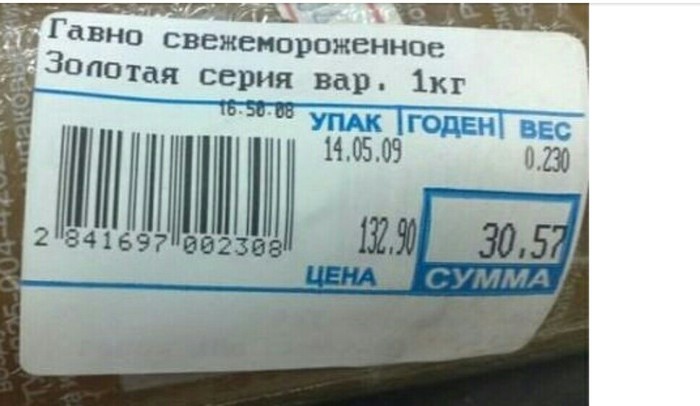 Гавно свежемороженное
Золотая серия вар. 1кг
16-50-08
УПАК ГОДЕН ВЕС
14.05.09 0.230
2 841697 002308
132.90 30.57
ЦЕНА СУММА